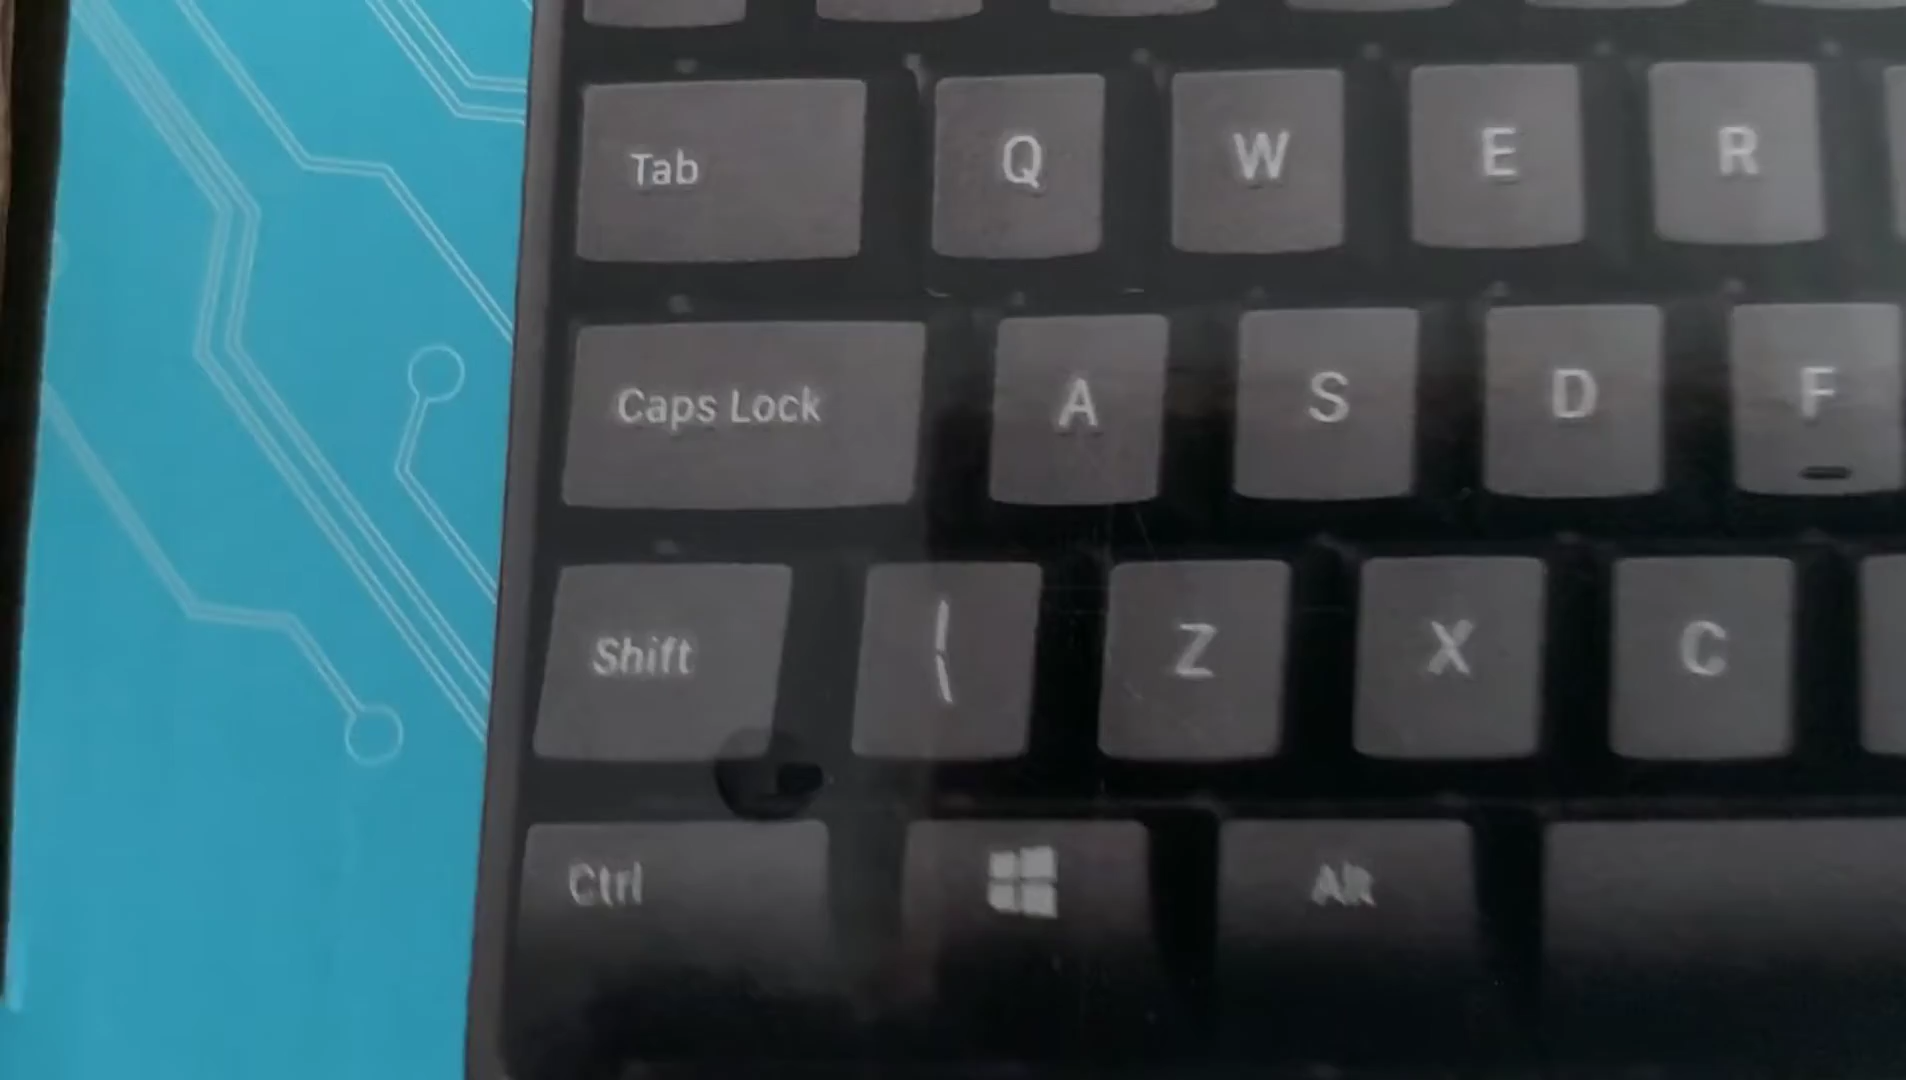 Tab Q W E R
Caps Lock A S D F
Shift | \ Z X C
Ctrl Alt